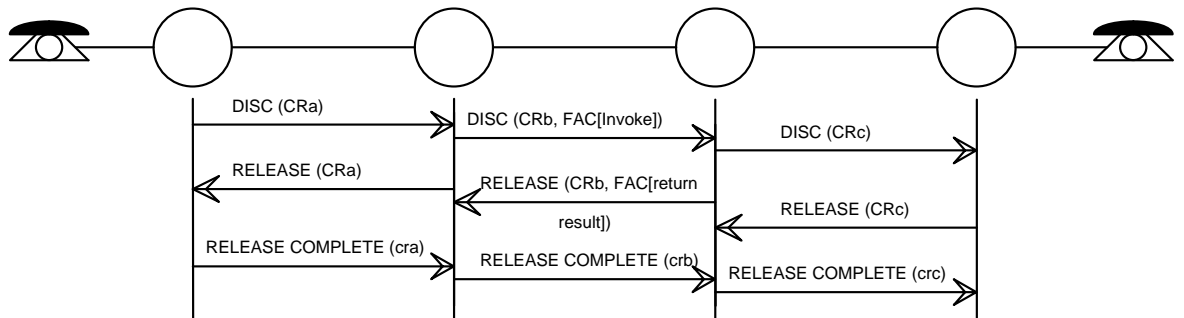 DISC (CRa)
DISC (CRb, FAC[Invoke])
DISC (CRc)
RELEASE (CRa)
RELEASE (CRb, FAC[return
result])
RELEASE (CRc)
RELEASE COMPLETE (cra)
RELEASE COMPLETE (crb)
RELEASE COMPLETE (crc)